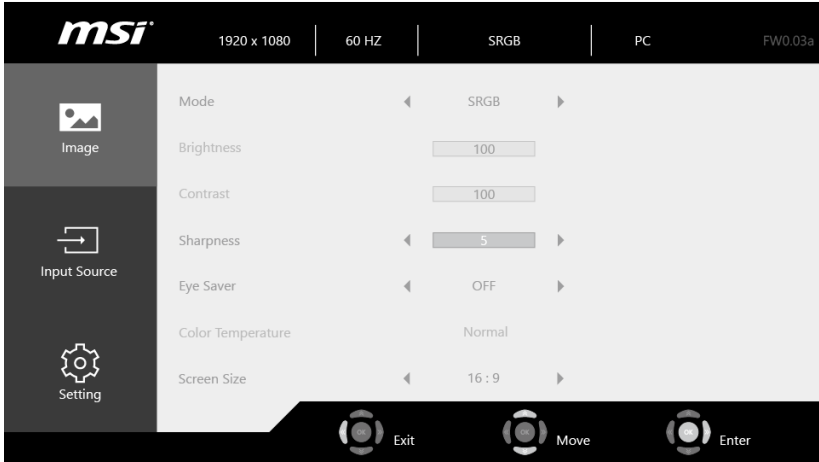 msi
1920 x 1080 60 HZ SRGB PC FW0.03a
Image
Input Source
Setting
Mode SRGB
Brightness 100
Contrast 100
Sharpness 5
Eye Saver OFF
Color Temperature Normal
Screen Size 16 : 9
OK Exit OK Move OK Enter